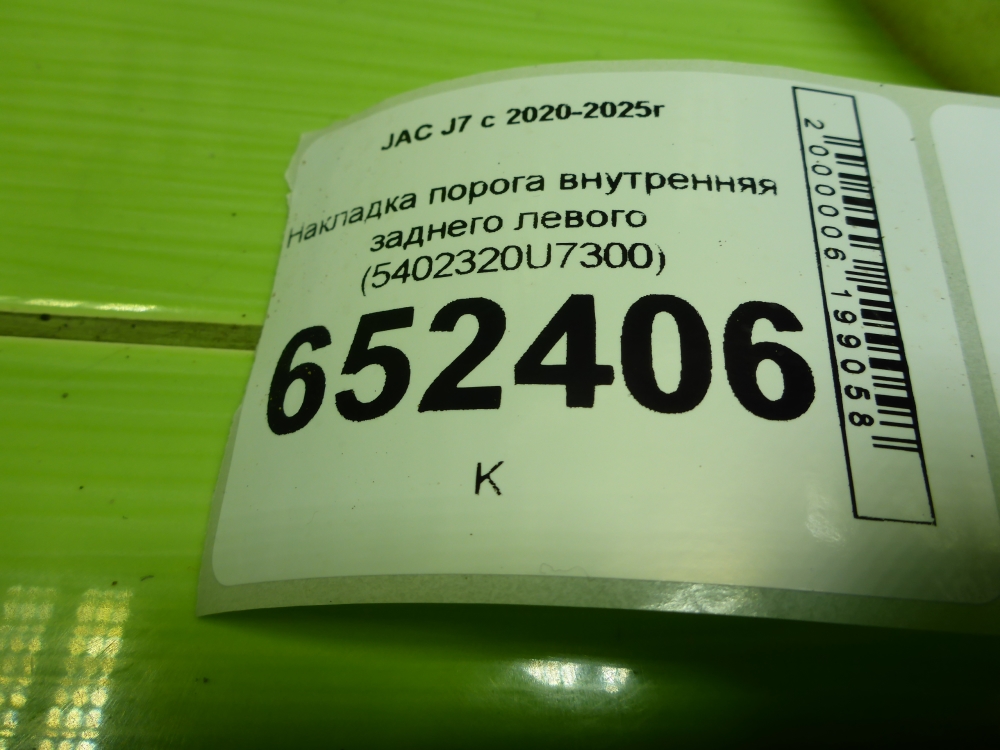 JAC J7 с 2020-2025г
Накладка порога внутренняя
заднего левого
(5402320U7300)
652406
К
2000006199058